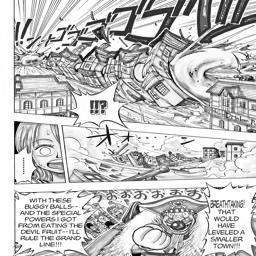 !!?
WITH THESE
BUGGY BALLS--
AND THE SPECIAL
POWERS I GOT
FROM EATING THE
DEVIL FRUIT--I'LL
RULE THE GRAND
LINE!!!
BREATHTAKING!
THAT WOULD
HAVE LEVELED A
SMALLER
TOWN!!!